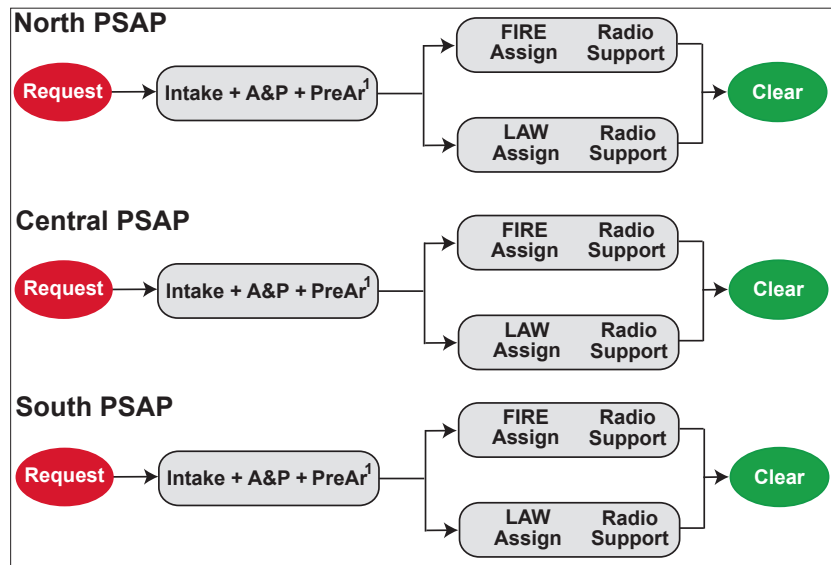 North PSAP
Request
Intake + A&P + PreAr¹
FIRE Radio
Assign Support
LAW Radio
Assign Support
Clear
Central PSAP
Request
Intake + A&P + PreAr¹
FIRE Radio
Assign Support
LAW Radio
Assign Support
Clear
South PSAP
Request
Intake + A&P + PreAr¹
FIRE Radio
Assign Support
LAW Radio
Assign Support
Clear